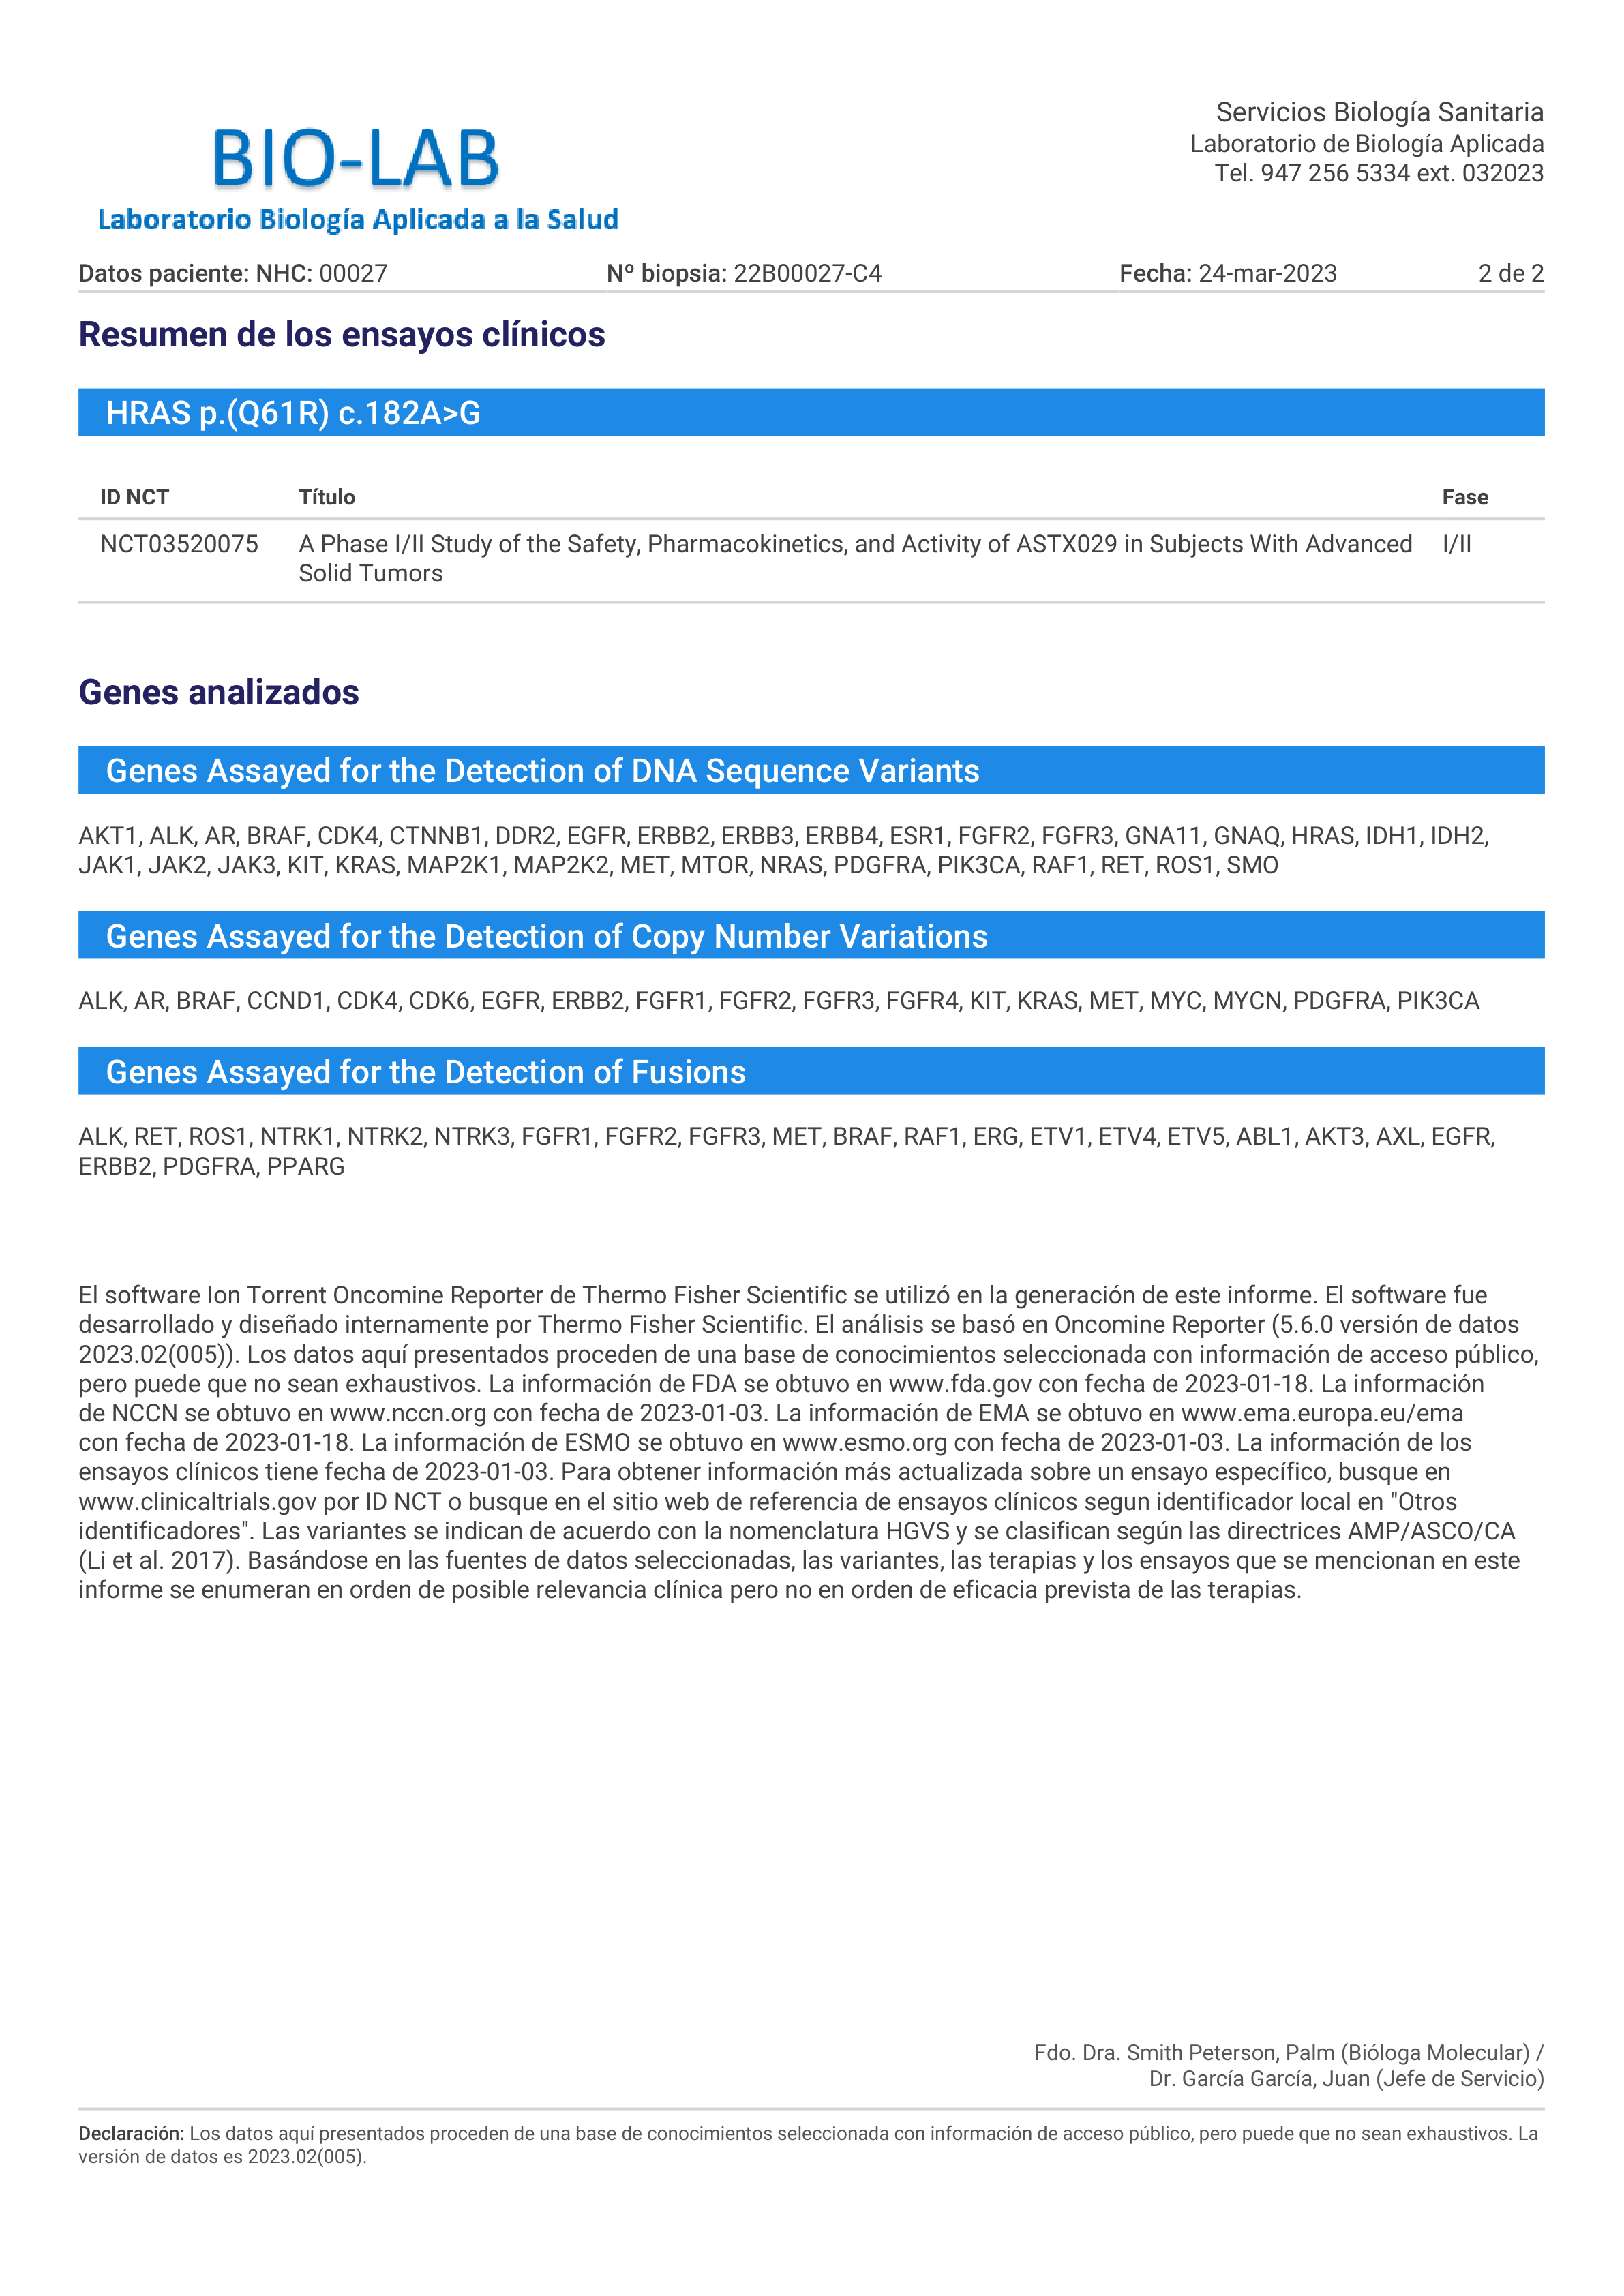 BIO-LAB
Laboratorio Biología Aplicada a la Salud
Servicios Biología Sanitaria
Laboratorio de Biología Aplicada
Tel. 947 256 5334 ext. 032023
Datos paciente: NHC: 00027 Nº biopsia: 22B00027-C4 Fecha: 24-mar-2023 2 de 2
Resumen de los ensayos clínicos
HRAS p.(Q61R) c.182A>G
ID NCT Título Fase
NCT03520075 A Phase I/II Study of the Safety, Pharmacokinetics, and Activity of ASTX029 in Subjects With Advanced I/II
Solid Tumors
Genes analizados
Genes Assayed for the Detection of DNA Sequence Variants
AKT1, ALK, AR, BRAF, CDK4, CTNNB1, DDR2, EGFR, ERBB2, ERBB3, ERBB4, ESR1, FGFR2, FGFR3, GNA11, GNAQ, HRAS, IDH1, IDH2,
JAK1, JAK2, JAK3, KIT, KRAS, MAP2K1, MAP2K2, MET, MTOR, NRAS, PDGFRA, PIK3CA, RAF1, RET, ROS1, SMO
Genes Assayed for the Detection of Copy Number Variations
ALK, AR, BRAF, CCND1, CDK4, CDK6, EGFR, ERBB2, FGFR1, FGFR2, FGFR3, FGFR4, KIT, KRAS, MET, MYC, MYCN, PDGFRA, PIK3CA
Genes Assayed for the Detection of Fusions
ALK, RET, ROS1, NTRK1, NTRK2, NTRK3, FGFR1, FGFR2, FGFR3, MET, BRAF, RAF1, ERG, ETV1, ETV4, ETV5, ABL1, AKT3, AXL, EGFR,
ERBB2, PDGFRA, PPARG
El software Ion Torrent Oncomine Reporter de Thermo Fisher Scientific se utilizó en la generación de este informe. El software fue
desarrollado y diseñado internamente por Thermo Fisher Scientific. El análisis se basó en Oncomine Reporter (5.6.0 versión de datos
2023.02(005)). Los datos aquí presentados proceden de una base de conocimientos seleccionada con información de acceso público,
pero puede que no sean exhaustivos. La información de FDA se obtuvo en www.fda.gov con fecha de 2023-01-18. La información
de NCCN se obtuvo en www.nccn.org con fecha de 2023-01-03. La información de EMA se obtuvo en www.ema.europa.eu/ema
con fecha de 2023-01-18. La información de ESMO se obtuvo en www.esmo.org con fecha de 2023-01-03. La información de los
ensayos clínicos tiene fecha de 2023-01-03. Para obtener información más actualizada sobre un ensayo específico, busque en
www.clinicaltrials.gov por ID NCT o busque en el sitio web de referencia de ensayos clínicos segun identificador local en "Otros
identificadores". Las variantes se indican de acuerdo con la nomenclatura HGVS y se clasifican según las directrices AMP/ASCO/CA
(Li et al. 2017). Basándose en las fuentes de datos seleccionadas, las variantes, las terapias y los ensayos que se mencionan en este
informe se enumeran en orden de posible relevancia clínica pero no en orden de eficacia prevista de las terapias.
Fdo. Dra. Smith Peterson, Palm (Bióloga Molecular) /
Dr. García García, Juan (Jefe de Servicio)
Declaración: Los datos aquí presentados proceden de una base de conocimientos seleccionada con información de acceso público, pero puede que no sean exhaustivos. La
versión de datos es 2023.02(005).